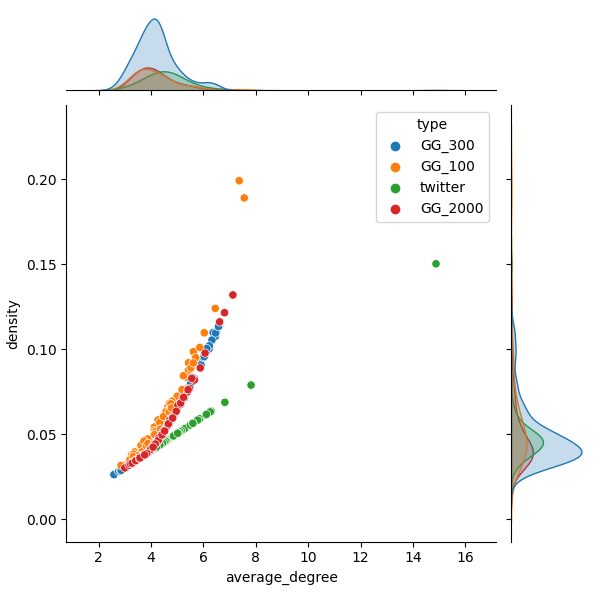 type
GG_300
GG_100
twitter
GG_2000
0.20
0.15
0.10
0.05
0.00
density
2 4 6 8 10 12 14 16
average_degree